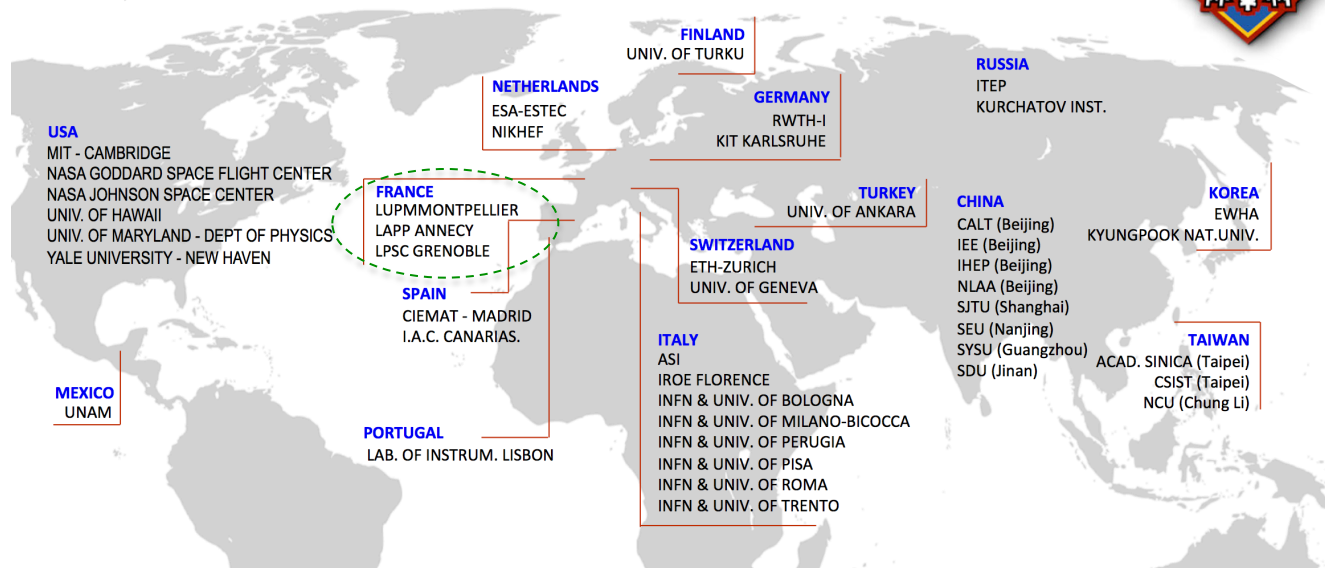 FINLAND
UNIV. OF TURKU
RUSSIA
ITEP
KURCHATOV INST.
NETHERLANDS
ESA-ESTEC
NIKHEF
GERMANY
RWTH-I
KIT KARLSRUHE
USA
MIT - CAMBRIDGE
NASA GODDARD SPACE FLIGHT CENTER
NASA JOHNSON SPACE CENTER
UNIV. OF HAWAII
UNIV. OF MARYLAND - DEPT OF PHYSICS
YALE UNIVERSITY - NEW HAVEN
FRANCE
LUPMMONTPELLIER
LAPP ANNECY
LPSC GRENOBLE
TURKEY
UNIV. OF ANKARA
CHINA
CALT (Beijing)
IEE (Beijing)
IHEP (Beijing)
NLAA (Beijing)
SJTU (Shanghai)
SEU (Nanjing)
SYSU (Guangzhou)
SDU (Jinan)
KOREA
EWHA
KYUNGPOOK NAT.UNIV.
SWITZERLAND
ETH-ZURICH
UNIV. OF GENEVA
SPAIN
CIEMAT - MADRID
I.A.C. CANARIAS.
ITALY
ASI
IROE FLORENCE
INFN & UNIV. OF BOLOGNA
INFN & UNIV. OF MILANO-BICOCCA
INFN & UNIV. OF PERUGIA
INFN & UNIV. OF PISA
INFN & UNIV. OF ROMA
INFN & UNIV. OF TRENTO
TAIWAN
ACAD. SINICA (Taipei)
CSIST (Taipei)
NCU (Chung Li)
MEXICO
UNAM
PORTUGAL
LAB. OF INSTRUM. LISBON